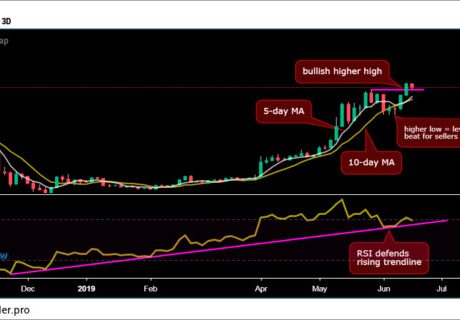 3D
ap
bullish higher high
5-day MA
higher low = le
beat for sellers
10-day MA
w
RSI defends
rising trendline
Dec 2019 Feb Apr May Jun Jul
ler.pro